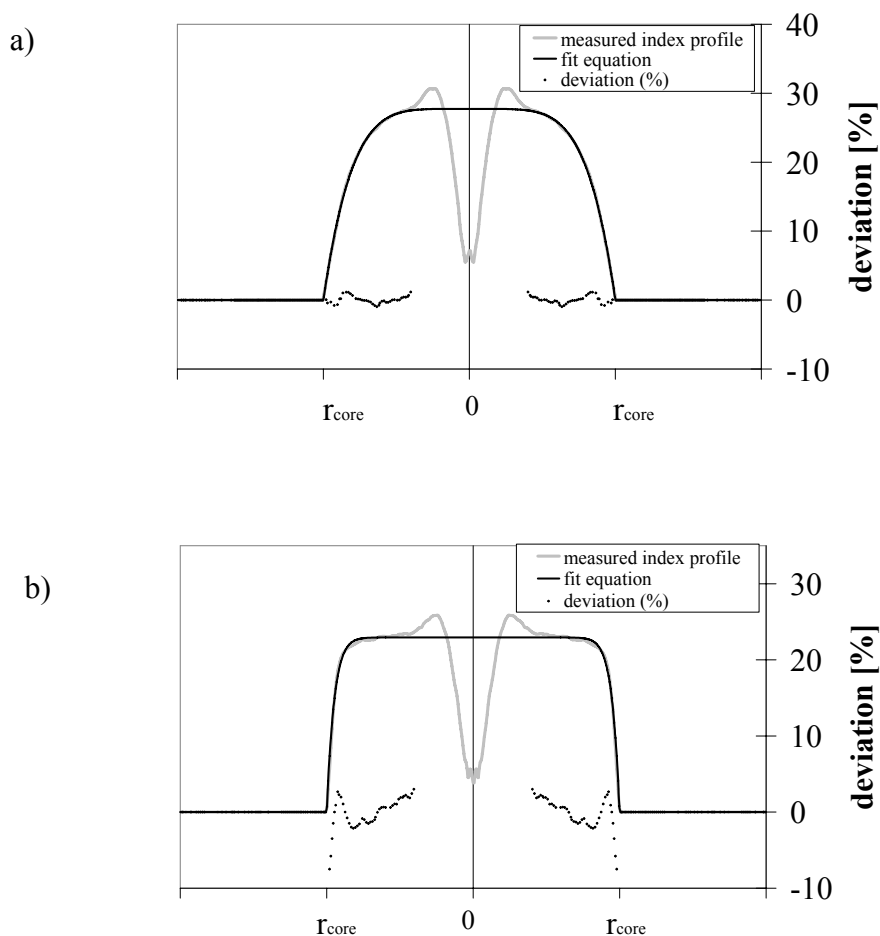 a)
measured index profile
fit equation
deviation (%)
40
30
20
10
0
-10
deviation [%]
rcore
0
rcore
b)
measured index profile
fit equation
deviation (%)
30
20
10
0
-10
deviation [%]
rcore
0
rcore